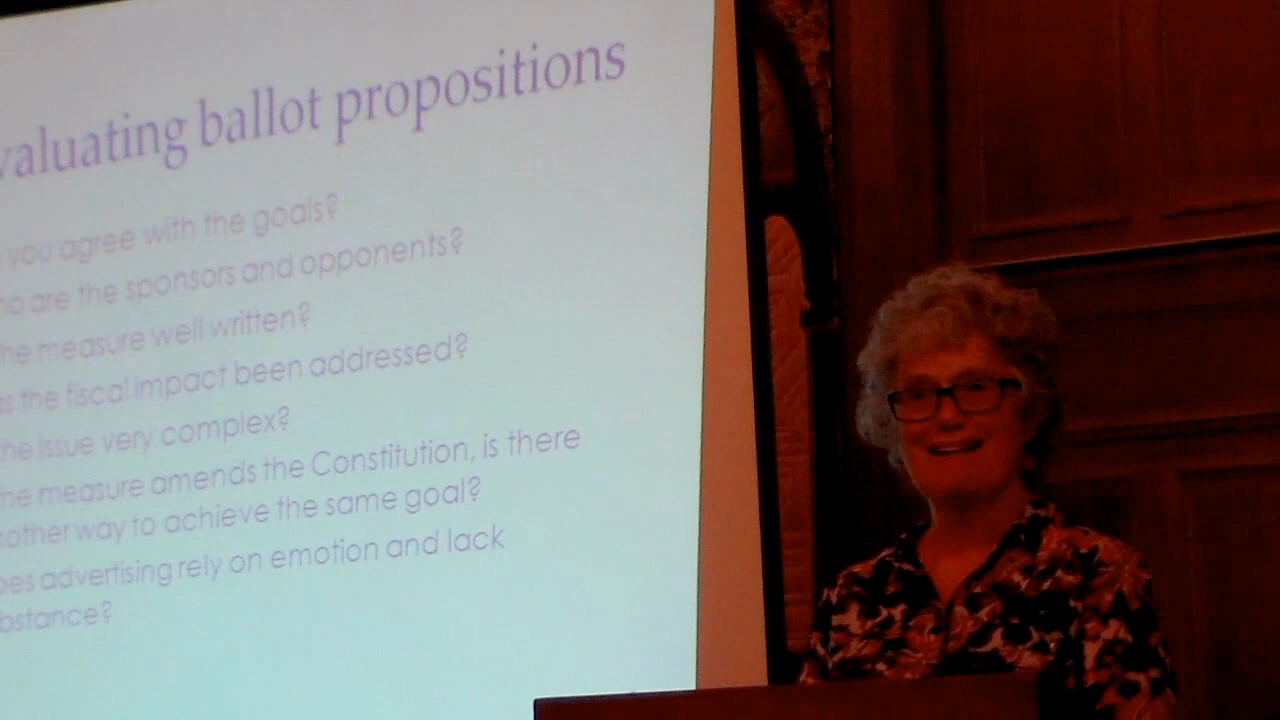 valuating ballot propositions
you agree with the goals?
ho are the sponsors and opponents?
he measure well written?
as the fiscal impact been addressed?
he issue very complex?
he measure amends the Constitution, is there
nother way to achieve the same goal?
oes advertising rely on emotion and lack
bstance?